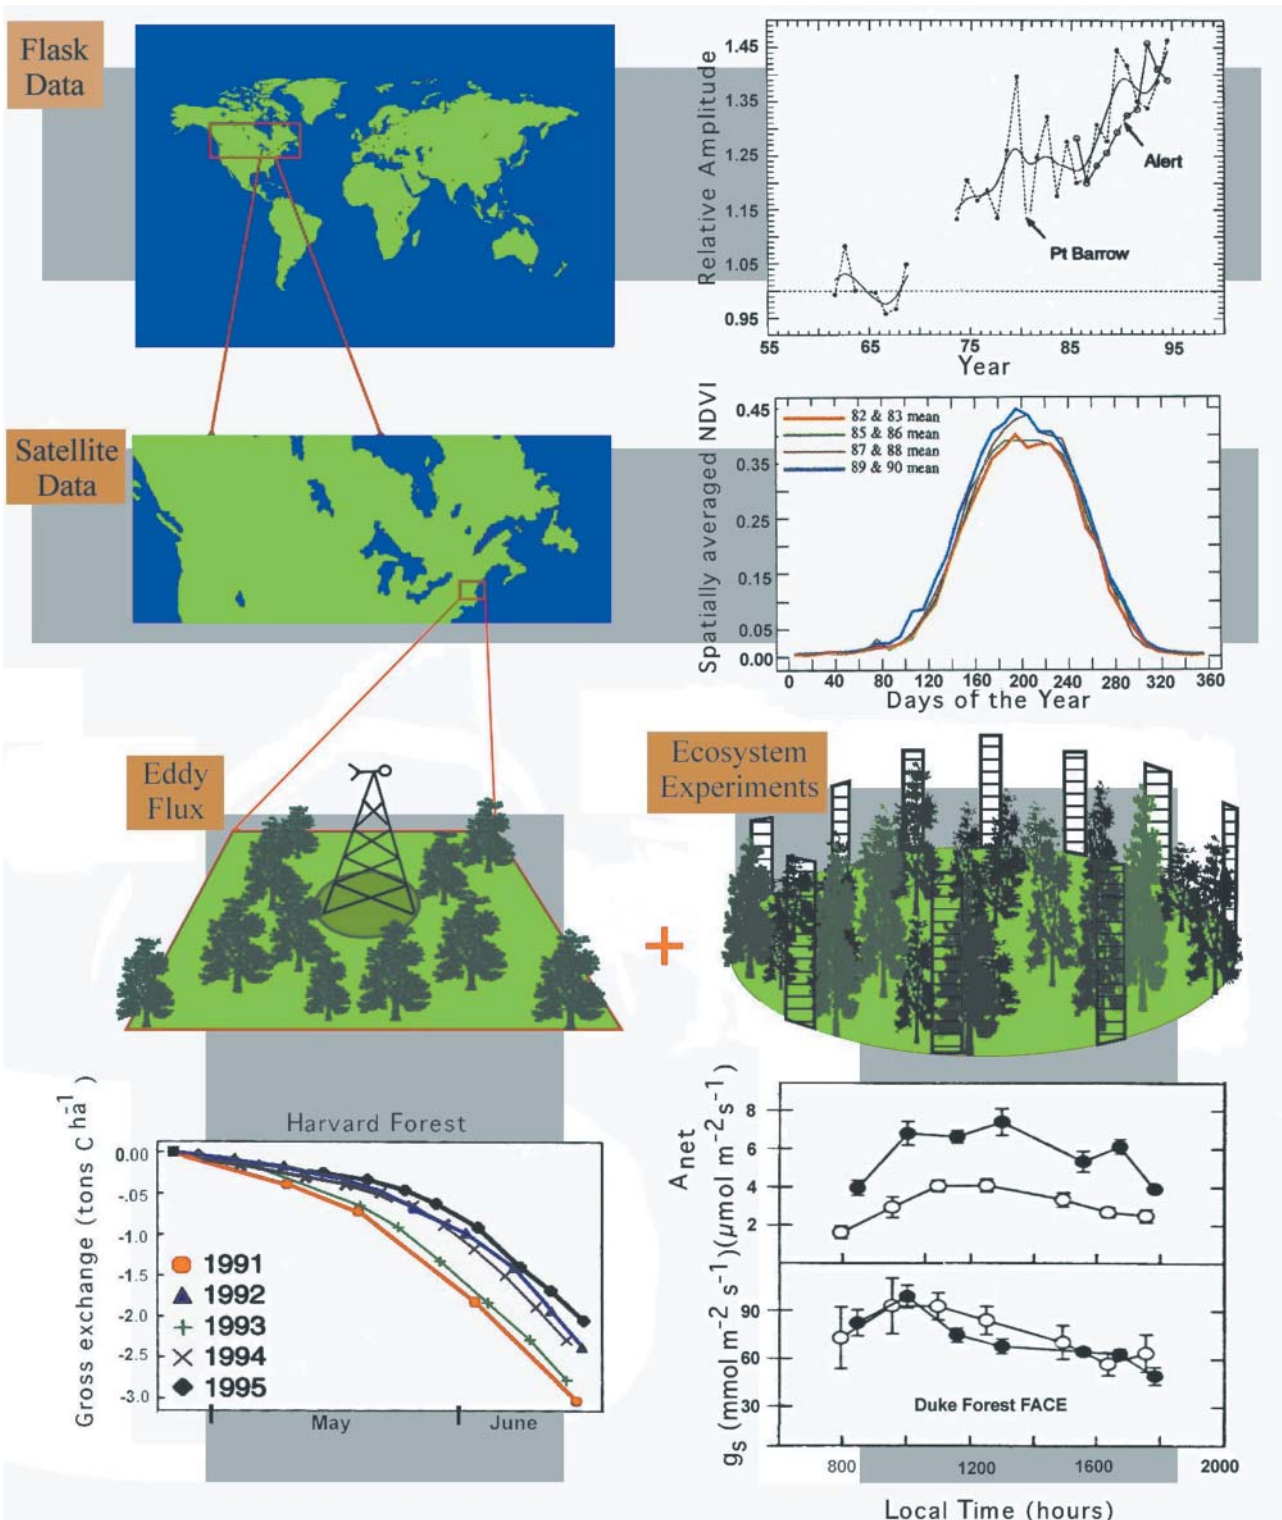 Flask
Data
Relative Amplitude
1.45
1.35
1.25
1.15
1.05
0.95
Alert
Pt Barrow
55
65
75
85
95
Year
Satellite
Data
Spatially averaged NDVI
0.45
0.35
0.25
0.15
0.05
0.00
82 & 83 mean
85 & 86 mean
87 & 88 mean
89 & 90 mean
0 40 80 120 160 200 240 280 320 360
Days of the Year
Eddy
Flux
Ecosystem
Experiments
+
Harvard Forest
Gross exchange (tons C hā¹)
0.00
-.05
-1.0
-1.5
-2.0
-2.5
-3.0
1991
1992
1993
1994
1995
May
June
Anet
(μmol m⁻²s⁻¹)
8
6
4
2
gs (mmol m⁻² s⁻¹)
90
60
30
Duke Forest FACE
800
1200
1600
2000
Local Time (hours)